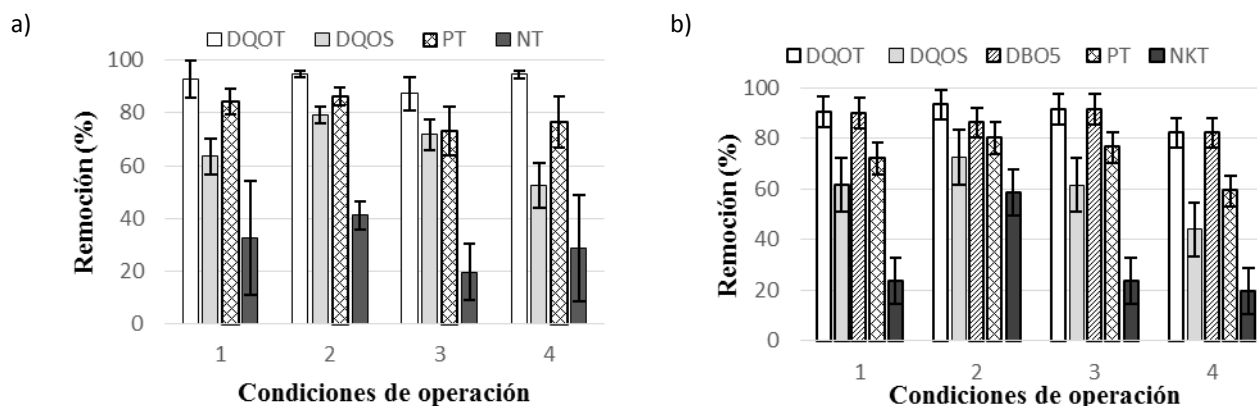 a)
DQOT DQOS PT NT
100
80
60
40
20
0
Remoción (%)
1 2 3 4
Condiciones de operación
b)
DQOT DQOS DBO5 PT NKT
100
80
60
40
20
0
Remoción (%)
1 2 3 4
Condiciones de operación